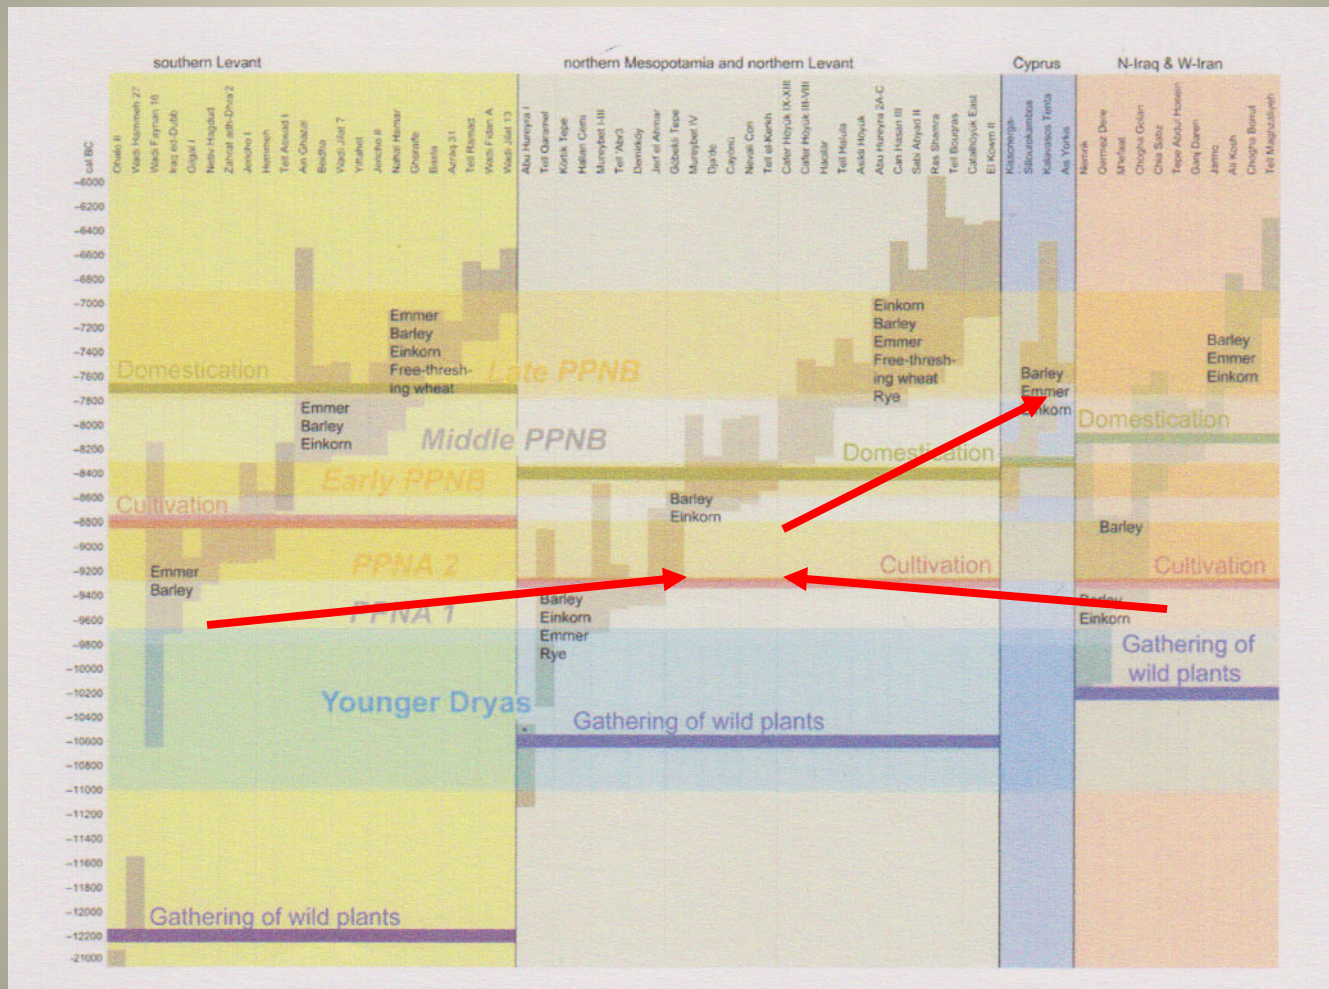 southern Levant
northern Mesopotamia and northern Levant
Cyprus
N-Iraq & W-Iran
cal BC
Ohalo II
Wadi Hammeh 27
Wadi Faynan 16
Iraq ed-Dubb
Gilgal I
Netiv Hagdud
Zahrat adh-Dhra'2
Jericho I
Hemmeh
Tell Aswad I
Ain Ghazal
Beidha
Wadi Jilat 7
Yiftahel
Jericho II
Nahal Hemar
Ghoraife
Basta
Azraq 31
Tell Ramad
Wadi Fidan A
Wadi Jilat 13
Abu Hureyra I
Tell Qaramel
Körtik Tepe
Hallan Cemi
Mureybet I-III
Tell 'Abr3
Demirköy
Jerf el Ahmar
Göbekli Tepe
Mureybet IV
Dja'de
Cayönü
Nevali Cori
Tell el-Kerkh
Cafer Höyük IX-XIII
Cafer Höyük III-VIII
Hacilar
Tell Halula
Asikli Höyük
Abu Hureyra 2A-C
Can Hasan III
Sabi Abyad II
Ras Shamra
Tell Bouqras
Catalhöyük East
El Kowm II
Kissonerga-
Shillourokambos
Kalavasos Tenta
Ais Yorkis
Nemrik
Qermez Dere
M'lefaat
Chogha Golan
Chia Sabz
Tepe Abdul Hosein
Ganj Dareh
Jarmo
Ali Kosh
Chogha Bonut
Tell Maghzaliyeh
–6000
–6200
–6400
–6600
–6800
–7000
–7200
–7400
–7600
–7800
–8000
–8200
–8400
–8600
–8800
–9000
–9200
–9400
–9600
–9800
–10000
–10200
–10400
–10600
–10800
–11000
–11200
–11400
–11600
–11800
–12000
–12200
-21000
Emmer
Barley
Einkorn
Free-thresh-
ing wheat
Domestication
Late PPNB
Emmer
Barley
Einkorn
Middle PPNB
Early PPNB
Cultivation
PPNA 2
Emmer
Barley
PPNA 1
Younger Dryas
Gathering of wild plants
Einkorn
Barley
Emmer
Free-thresh-
ing wheat
Rye
Domestication
Barley
Einkorn
Cultivation
Barley
Einkorn
Emmer
Rye
Gathering of wild plants
Barley
Emmer
Einkorn
Barley
Emmer
Einkorn
Domestication
Barley
Cultivation
Barley
Einkorn
Gathering of
wild plants